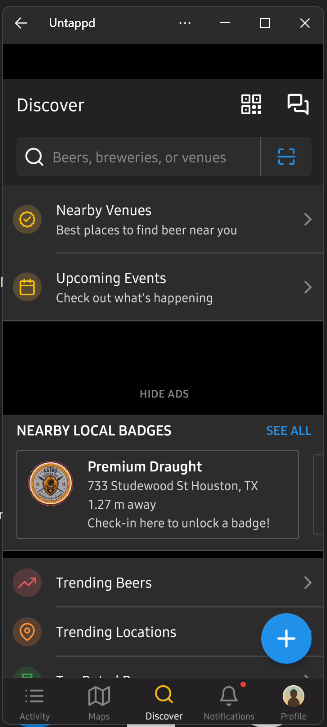 Untappd
Discover
Beers, breweries, or venues
Nearby Venues
Best places to find beer near you
Upcoming Events
Check out what's happening
HIDE ADS
NEARBY LOCAL BADGES
SEE ALL
Premium Draught
733 Studewood St Houston, TX
1.27 m away
Check-in here to unlock a badge!
Trending Beers
Trending Locations
Activity
Maps
Discover
Notifications
Profile